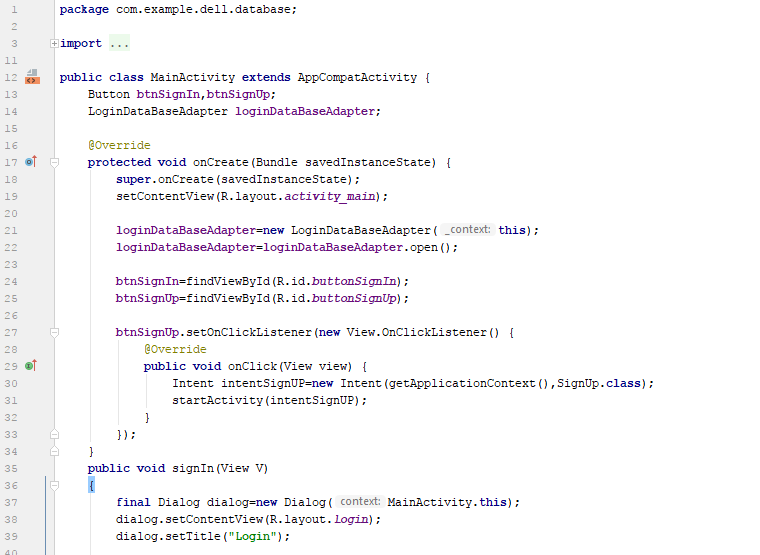 1 package com.example.dell.database;
2
3 import ...
11
12 public class MainActivity extends AppCompatActivity {
13 Button btnSignIn,btnSignUp;
14 LoginDataBaseAdapter loginDataBaseAdapter;
15
16 @Override
17 protected void onCreate(Bundle savedInstanceState) {
18 super.onCreate(savedInstanceState);
19 setContentView(R.layout.activity_main);
20
21 loginDataBaseAdapter=new LoginDataBaseAdapter( _context: this);
22 loginDataBaseAdapter=loginDataBaseAdapter.open();
23
24 btnSignIn=findViewById(R.id.buttonSignIn);
25 btnSignUp=findViewById(R.id.buttonSignUp);
26
27 btnSignUp.setOnClickListener(new View.OnClickListener() {
28 @Override
29 public void onClick(View view) {
30 Intent intentSignUP=new Intent(getApplicationContext(),SignUp.class);
31 startActivity(intentSignUP);
32 }
33 });
34 }
35 public void signIn(View V)
36 {
37 final Dialog dialog=new Dialog( context: MainActivity.this);
38 dialog.setContentView(R.layout.login);
39 dialog.setTitle("Login");
40